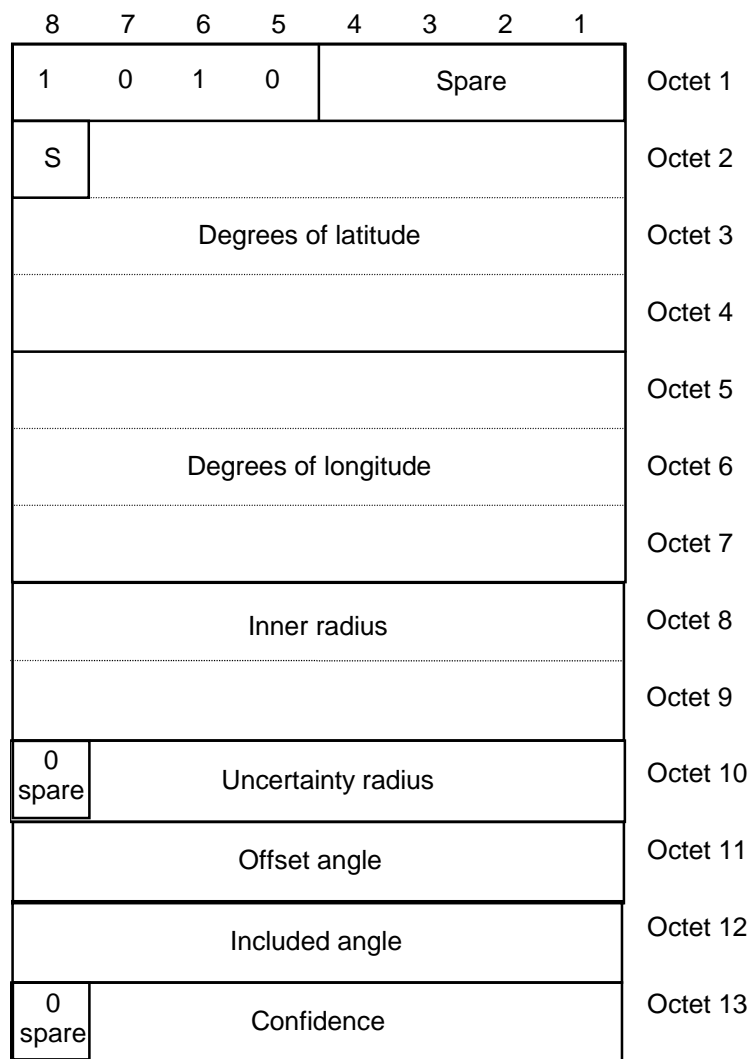 8 7 6 5 4 3 2 1
1 0 1 0 Spare Octet 1
S Octet 2
Degrees of latitude Octet 3
Octet 4
Octet 5
Degrees of longitude Octet 6
Octet 7
Inner radius Octet 8
Octet 9
0
spare Uncertainty radius Octet 10
Offset angle Octet 11
Included angle Octet 12
0
spare Confidence Octet 13